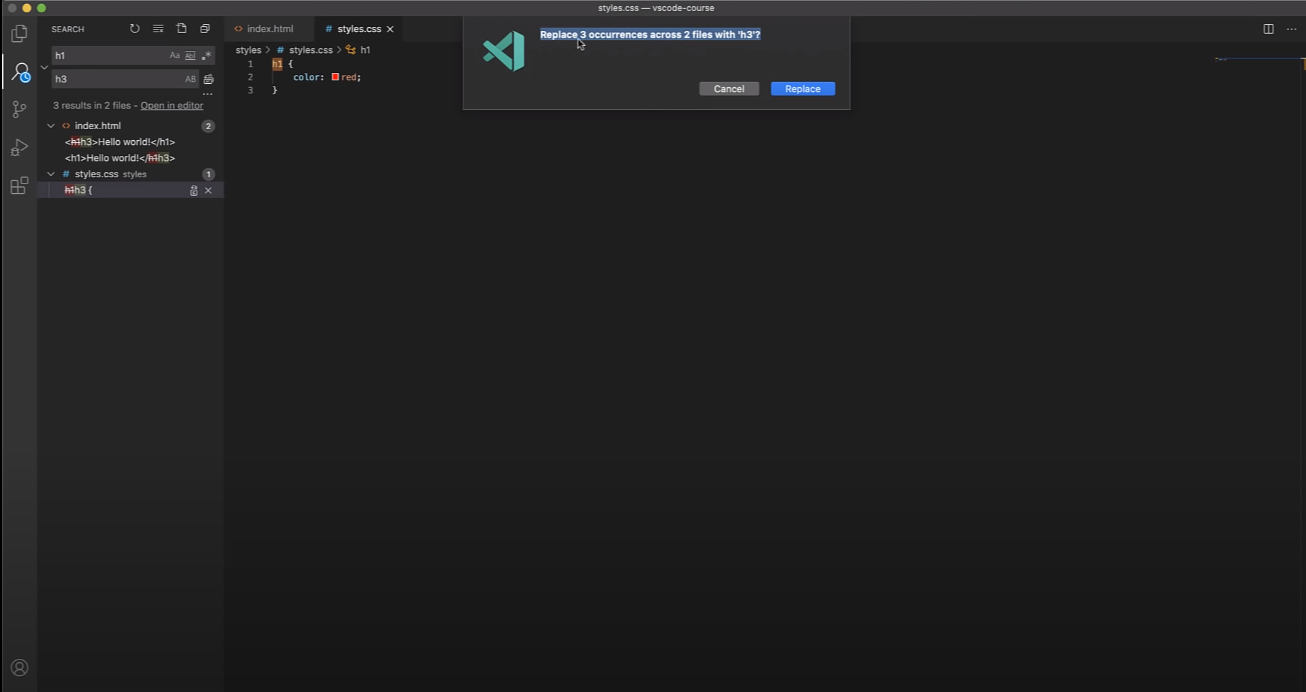 styles.css — vscode-course
SEARCH
index.html
styles.css
h1
Aa ab .*
h3
AB
3 results in 2 files - Open in editor
index.html 2
<h1h3>Hello world!</h1>
<h1>Hello world!</h1h3>
styles.css styles 1
h1h3 {
styles > # styles.css > h1
1 h1 {
2 color: red;
3 }
Replace 3 occurrences across 2 files with 'h3'?
Cancel Replace